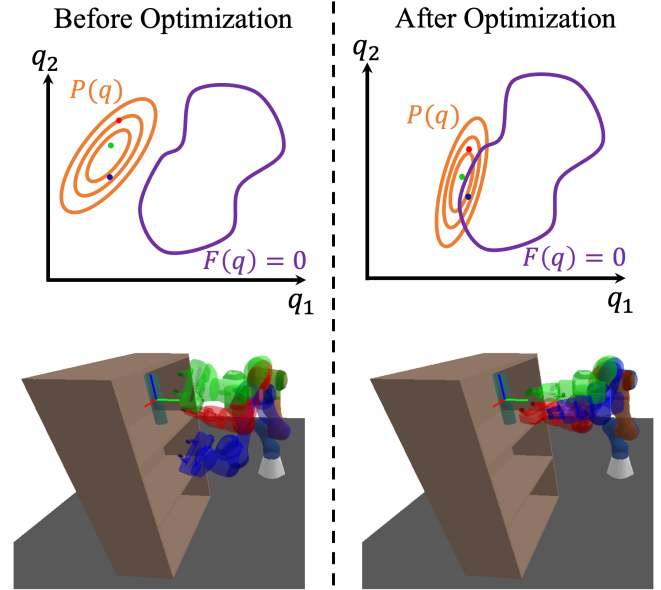 Before Optimization
After Optimization
q₂
P(q)
F(q) = 0
q₁
q₂
P(q)
F(q) = 0
q₁